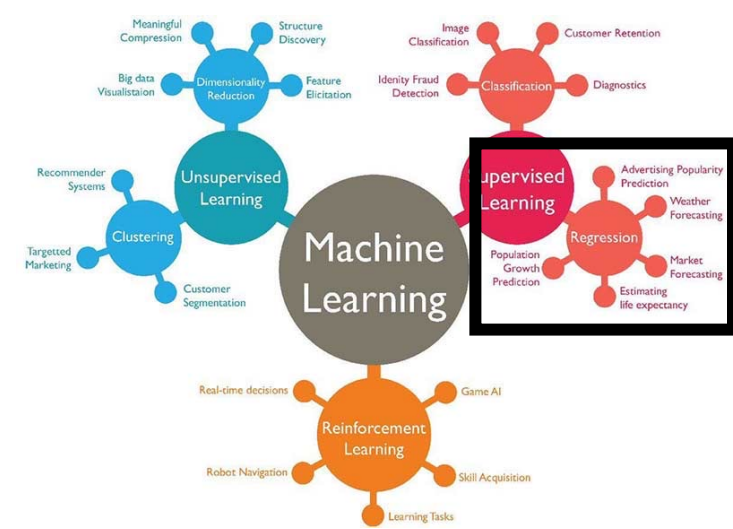 Meaningful
Compression
Structure
Discovery
Big data
Visualistaion
Dimensionality
Reduction
Feature
Elicitation
Image
Classification
Customer Retention
Idenity Fraud
Detection
Classification
Diagnostics
Recommender
Systems
Unsupervised
Learning
Clustering
Targetted
Marketing
Customer
Segmentation
Machine
Learning
upervised
Learning
Advertising Popularity
Prediction
Weather
Forecasting
Regression
Population
Growth
Prediction
Market
Forecasting
Estimating
life expectancy
Real-time decisions
Game AI
Reinforcement
Learning
Robot Navigation
Skill Acquisition
Learning Tasks